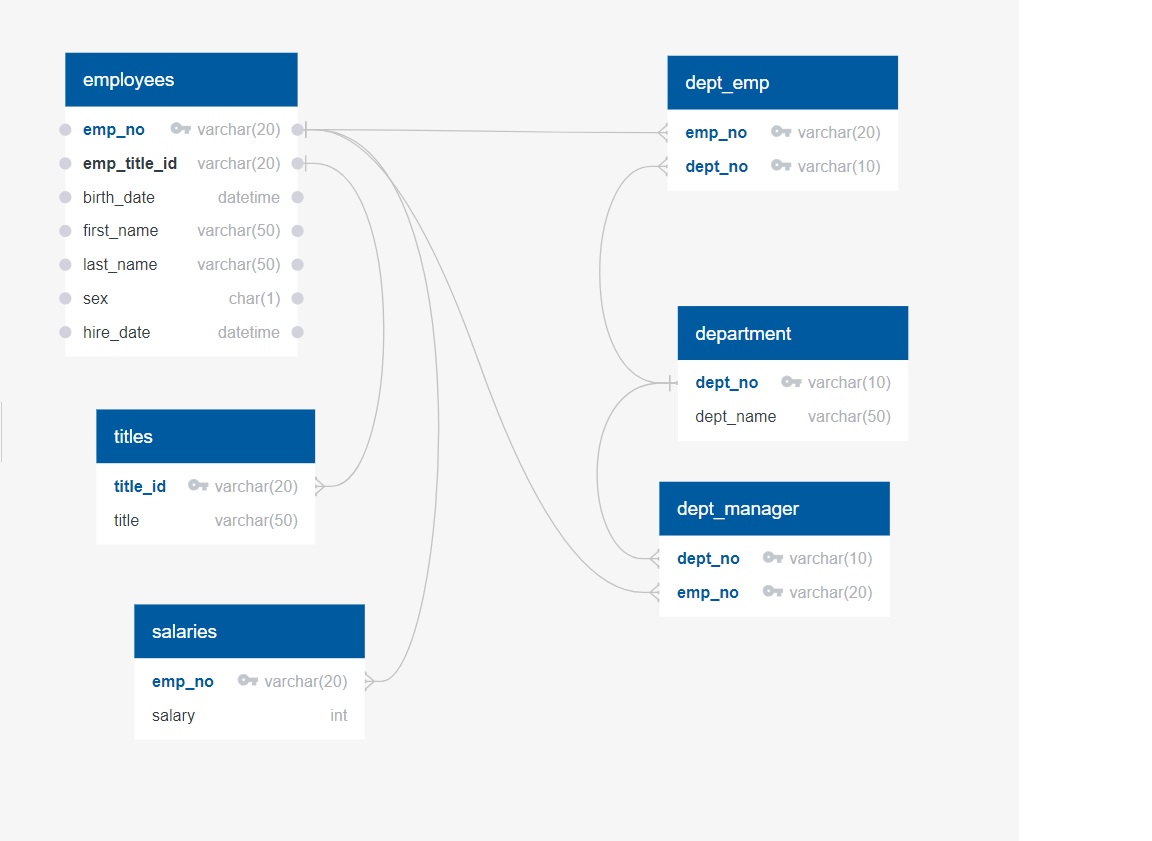 employees
emp_no varchar(20)
emp_title_id varchar(20)
birth_date datetime
first_name varchar(50)
last_name varchar(50)
sex char(1)
hire_date datetime
titles
title_id varchar(20)
title varchar(50)
salaries
emp_no varchar(20)
salary int
dept_emp
emp_no varchar(20)
dept_no varchar(10)
department
dept_no varchar(10)
dept_name varchar(50)
dept_manager
dept_no varchar(10)
emp_no varchar(20)